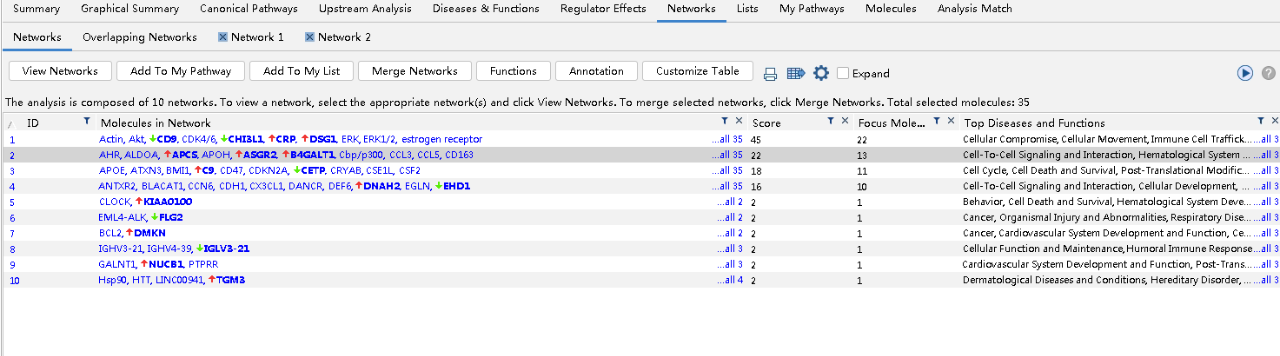 Summary Graphical Summary Canonical Pathways Upstream Analysis Diseases & Functions Regulator Effects Networks Lists My Pathways Molecules Analysis Match
Networks Overlapping Networks Network 1 Network 2
View Networks Add To My Pathway Add To My List Merge Networks Functions Annotation Customize Table Expand
The analysis is composed of 10 networks. To view a network, select the appropriate network(s) and click View Networks. To merge selected networks, click Merge Networks. Total selected molecules: 35
ID Molecules in Network Score Focus Mole... Top Diseases and Functions
1 Actin, Akt, ↓CD9, CDK4/6, ↓CHI3L1, ↑CRP, ↑DSG1, ERK, ERK1/2, estrogen receptor ...all 35 45 22 Cellular Compromise, Cellular Movement, Immune Cell Traffick... ...all 3
2 AHR, ALDOA, ↑APCS, APOH, ↑ASGR2, ↑B4GALT1, Cbp/p300, CCL3, CCL5, CD163 ...all 35 22 13 Cell-To-Cell Signaling and Interaction, Hematological System ... ...all 3
3 APOE, ATXN3, BMI1, ↑C9, CD47, CDKN2A, ↓CETP, CRYAB, CSE1L, CSF2 ...all 35 18 11 Cell Cycle, Cell Death and Survival, Post-Translational Modific... ...all 3
4 ANTXR2, BLACAT1, CCN6, CDH1, CX3CL1, DANCR, DEF6, ↑DNAH2, EGLN, ↓EHD1 ...all 35 16 10 Cell-To-Cell Signaling and Interaction, Cellular Development, ... ...all 3
5 CLOCK, ↑KIAA0100 ...all 2 2 1 Behavior, Cell Death and Survival, Hematological System Deve... ...all 3
6 EML4-ALK, ↓FLG2 ...all 2 2 1 Cancer, Organismal Injury and Abnormalities, Respiratory Dise... ...all 3
7 BCL2, ↑DMKN ...all 2 2 1 Cancer, Cardiovascular System Development and Function, Ce... ...all 3
8 IGHV3-21, IGHV4-39, ↓IGLV3-21 ...all 3 2 1 Cellular Function and Maintenance, Humoral Immune Response... ...all 3
9 GALNT1, ↑NUCB1, PTPRR ...all 3 2 1 Cardiovascular System Development and Function, Post-Trans... ...all 3
10 Hsp90, HTT, LINC00941, ↑TGM3 ...all 4 2 1 Dermatological Diseases and Conditions, Hereditary Disorder, ... ...all 3